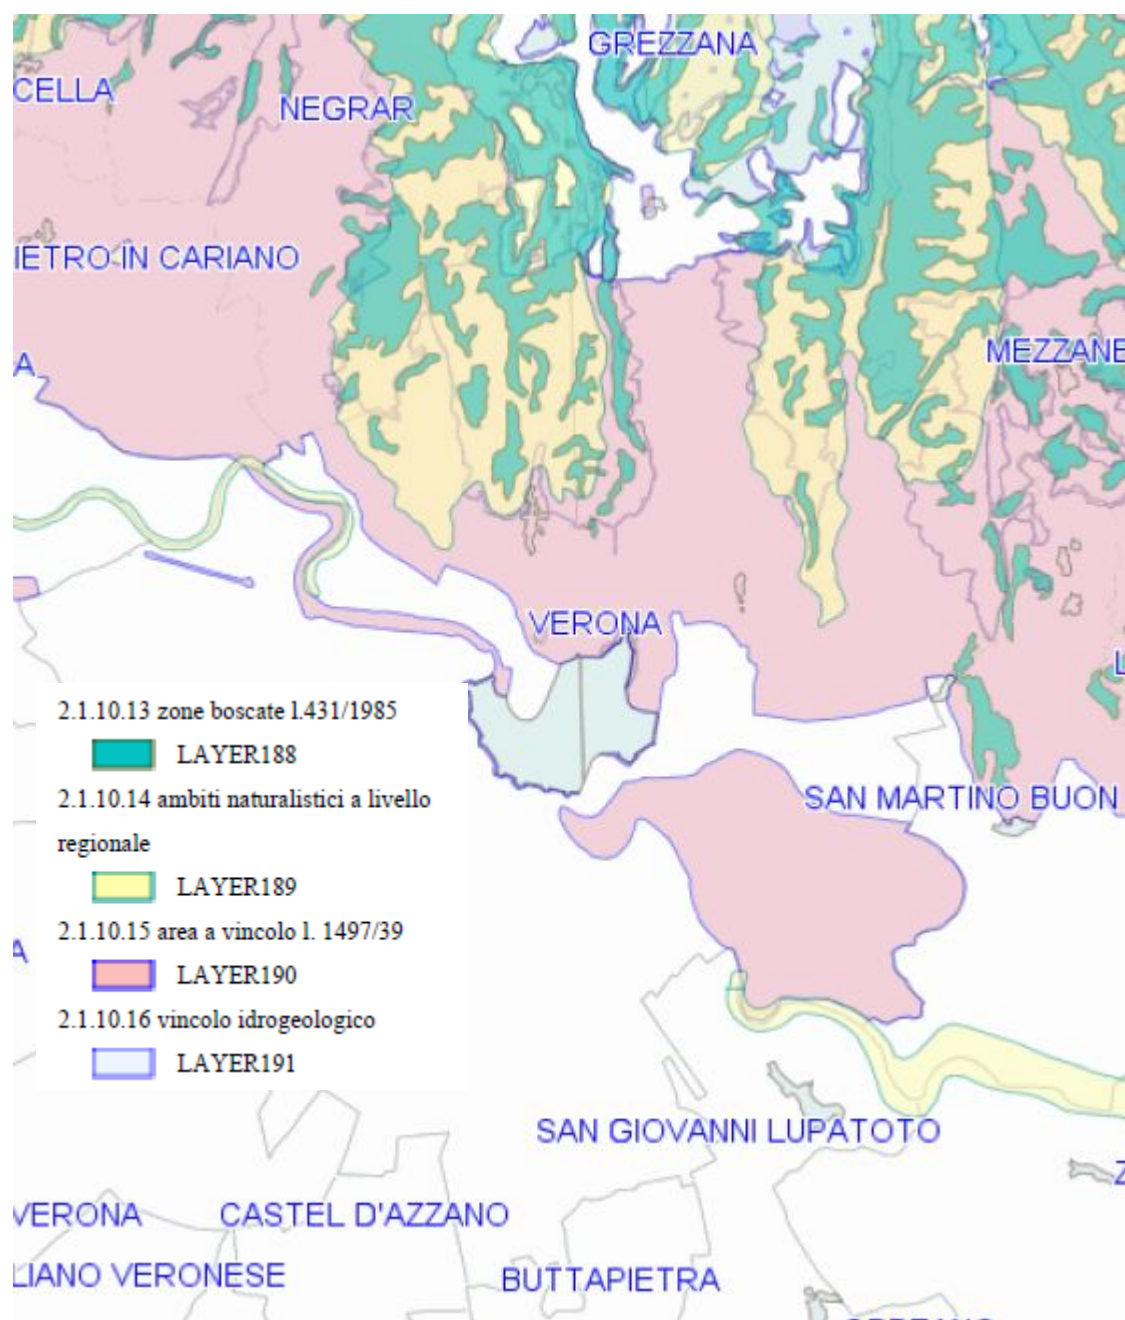 GREZZANA
CELLA
NEGRAR
IETRO IN CARIANO
MEZZANE
A
VERONA
L
2.1.10.13 zone boscate l.431/1985
LAYER188
2.1.10.14 ambiti naturalistici a livello
regionale
LAYER189
2.1.10.15 area a vincolo l. 1497/39
LAYER190
2.1.10.16 vincolo idrogeologico
LAYER191
SAN MARTINO BUON
A
SAN GIOVANNI LUPATOTO
Z
VERONA
CASTEL D'AZZANO
LIANO VERONESE
BUTTAPIETRA